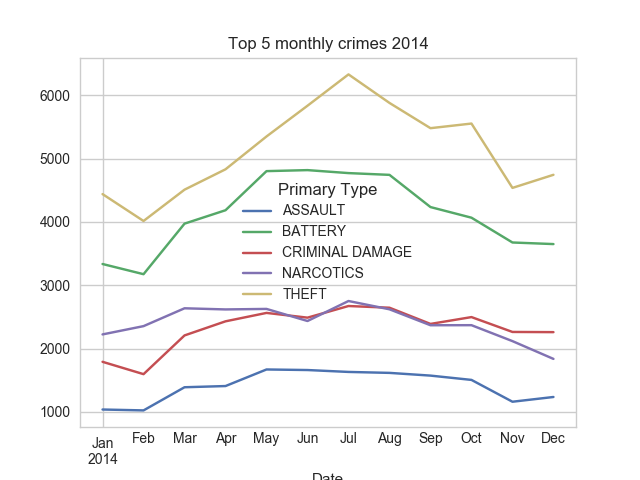 Top 5 monthly crimes 2014
6000
5000
4000
3000
2000
1000
Primary Type
ASSAULT
BATTERY
CRIMINAL DAMAGE
NARCOTICS
THEFT
Jan Feb Mar Apr May Jun Jul Aug Sep Oct Nov Dec
2014
Date